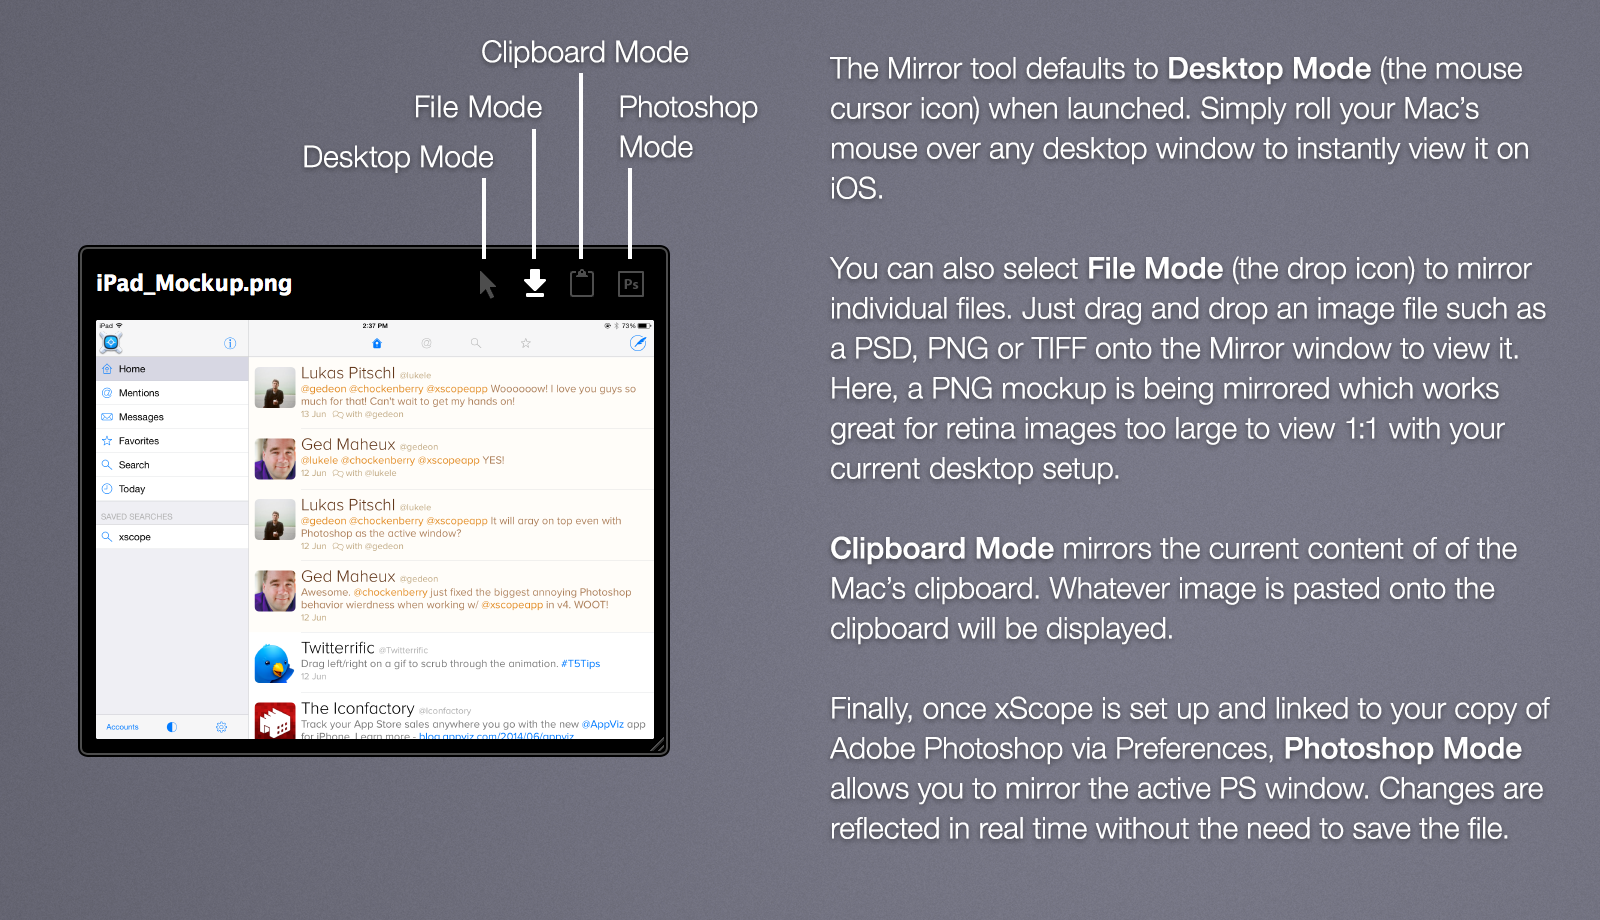 Clipboard Mode
File Mode
Photoshop
Mode
Desktop Mode
iPad_Mockup.png
Ps
iPad
2:37 PM
73%
Home
Mentions
Messages
Favorites
Search
Today
SAVED SEARCHES
xscope
Accounts
Lukas Pitschl @lukele
@gedeon @chockenberry @xscopeapp Woooooow! I love you guys so
much for that! Can't wait to get my hands on!
13 Jun with @gedeon
Ged Maheux @gedeon
@lukele @chockenberry @xscopeapp YES!
12 Jun with @lukele
Lukas Pitschl @lukele
@gedeon @chockenberry @xscopeapp It will aray on top even with
Photoshop as the active window?
12 Jun with @gedeon
Ged Maheux @gedeon
Awesome. @chockenberry just fixed the biggest annoying Photoshop
behavior wierdness when working w/ @xscopeapp in v4. WOOT!
12 Jun
Twitterrific @Twitterrific
Drag left/right on a gif to scrub through the animation. #T5Tips
12 Jun
The Iconfactory @Iconfactory
Track your App Store sales anywhere you go with the new @AppViz app
for iPhone. Learn more - blog.appviz.com/2014/06/appviz
The Mirror tool defaults to Desktop Mode (the mouse
cursor icon) when launched. Simply roll your Mac's
mouse over any desktop window to instantly view it on
iOS.
You can also select File Mode (the drop icon) to mirror
individual files. Just drag and drop an image file such as
a PSD, PNG or TIFF onto the Mirror window to view it.
Here, a PNG mockup is being mirrored which works
great for retina images too large to view 1:1 with your
current desktop setup.
Clipboard Mode mirrors the current content of of the
Mac's clipboard. Whatever image is pasted onto the
clipboard will be displayed.
Finally, once xScope is set up and linked to your copy of
Adobe Photoshop via Preferences, Photoshop Mode
allows you to mirror the active PS window. Changes are
reflected in real time without the need to save the file.